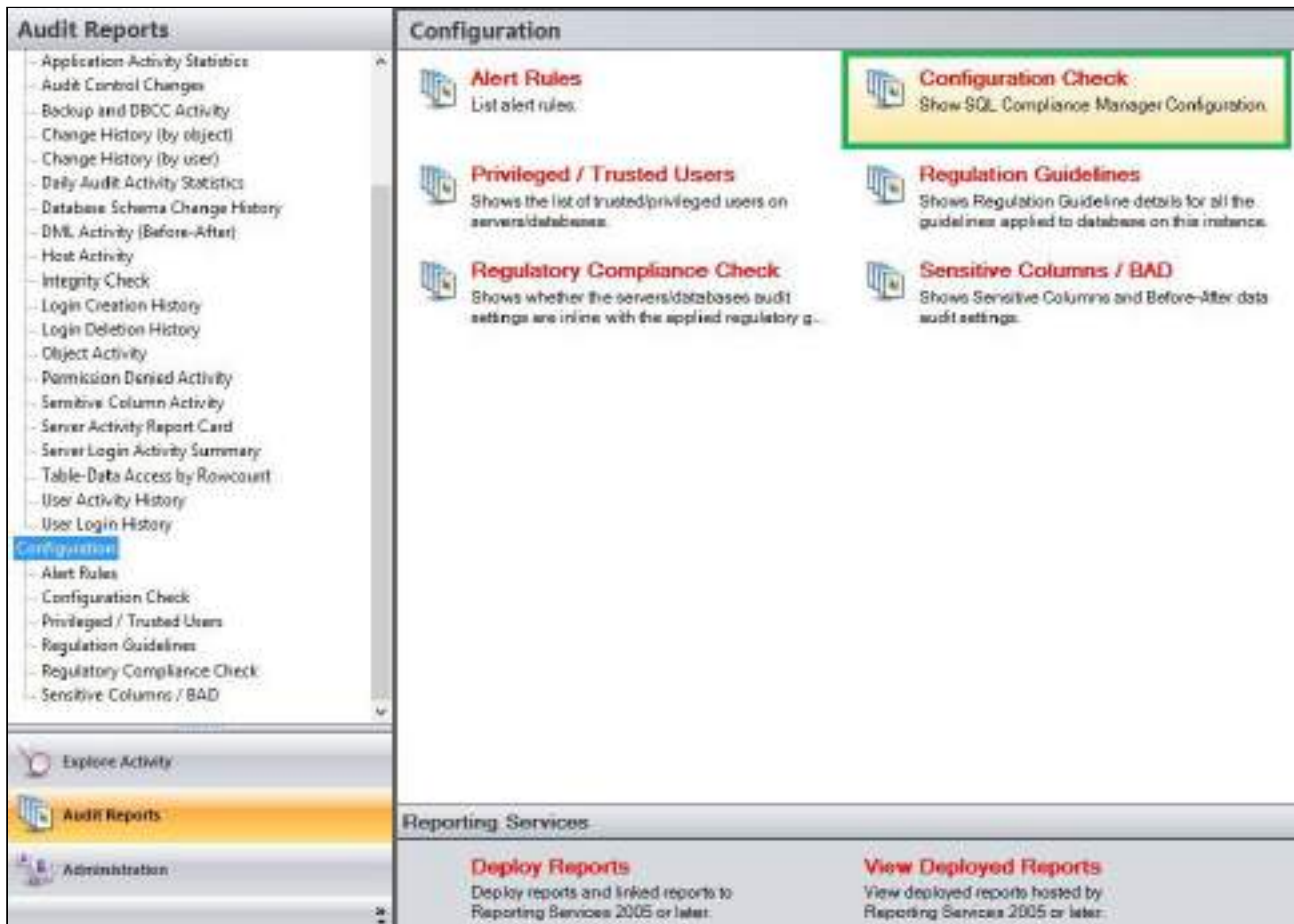 Audit Reports
Application Activity Statistics
Audit Control Changes
Backup and DBCC Activity
Change History (by object)
Change History (by user)
Daily Audit Activity Statistics
Database Schema Change History
DML Activity (Before-After)
Host Activity
Integrity Check
Login Creation History
Login Deletion History
Object Activity
Permission Denied Activity
Sensitive Column Activity
Server Activity Report Card
Server Login Activity Summary
Table-Data Access by Rowcount
User Activity History
User Login History
Configuration
Alert Rules
Configuration Check
Privileged / Trusted Users
Regulation Guidelines
Regulatory Compliance Check
Sensitive Columns / BAD
Explore Activity
Audit Reports
Administration
Configuration
Alert Rules
List alert rules.
Configuration Check
Show SQL Compliance Manager Configuration.
Privileged / Trusted Users
Shows the list of trusted/privileged users on
servers/databases.
Regulation Guidelines
Shows Regulation Guideline details for all the
guidelines applied to database on this instance.
Regulatory Compliance Check
Shows whether the servers/databases audit
settings are inline with the applied regulatory g...
Sensitive Columns / BAD
Shows Sensitive Columns and Before-After data
audit settings.
Reporting Services
Deploy Reports
Deploy reports and linked reports to
Reporting Services 2005 or later.
View Deployed Reports
View deployed reports hosted by
Reporting Services 2005 or later.